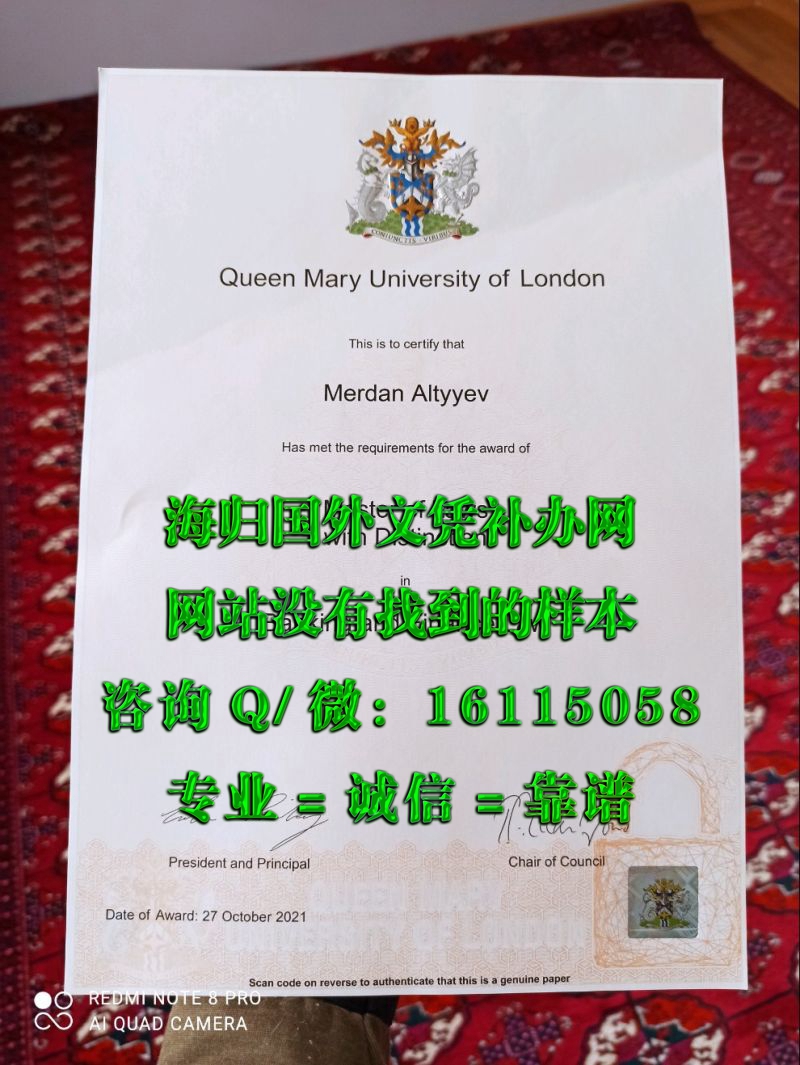 CONIUNCTIS VIRIBUS
Queen Mary University of London
This is to certify that
Merdan Altyyev
Has met the requirements for the award of
海归国外文凭补办网
in
网站没有找到的样本
咨询 Q/ 微: 16115058
专业 = 诚信 = 靠谱
President and Principal
Chair of Council
Date of Award: 27 October 2021
Scan code on reverse to authenticate that this is a genuine paper
REDMI NOTE 8 PRO
AI QUAD CAMERA